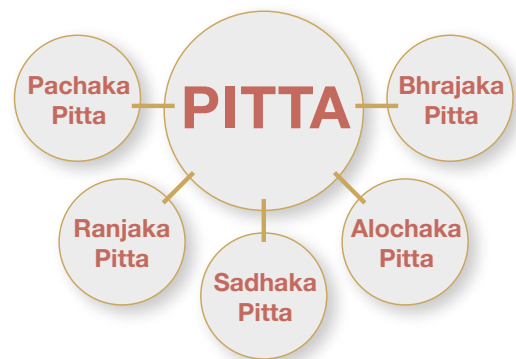 PITTA
Pachaka
Pitta
Ranjaka
Pitta
Sadhaka
Pitta
Alochaka
Pitta
Bhrajaka
Pitta